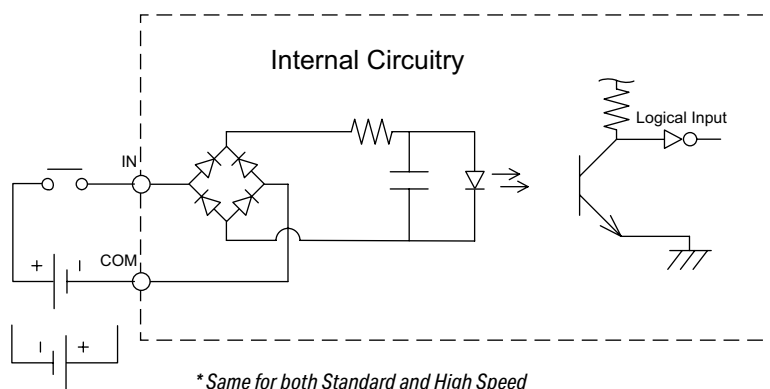 Internal Circuitry
Logical Input
IN
COM
+ –
– +
* Same for both Standard and High Speed